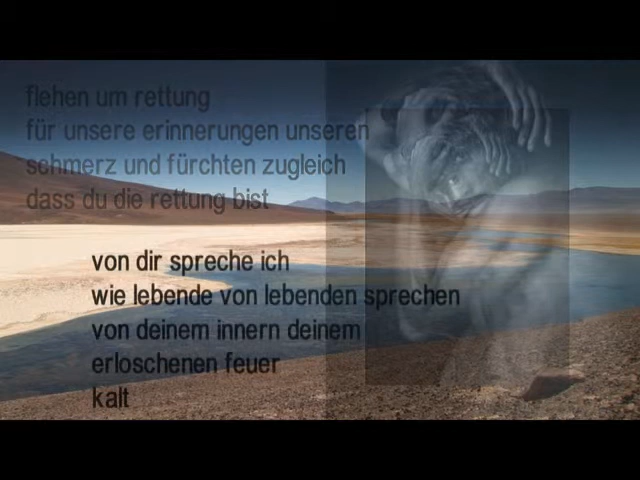 flehen um rettung
für unsere erinnerungen unseren
schmerz und fürchten zugleich
dass du die rettung bist
von dir spreche ich
wie lebende von lebenden sprechen
von deinem innern deinem
erloschenen feuer
kalt